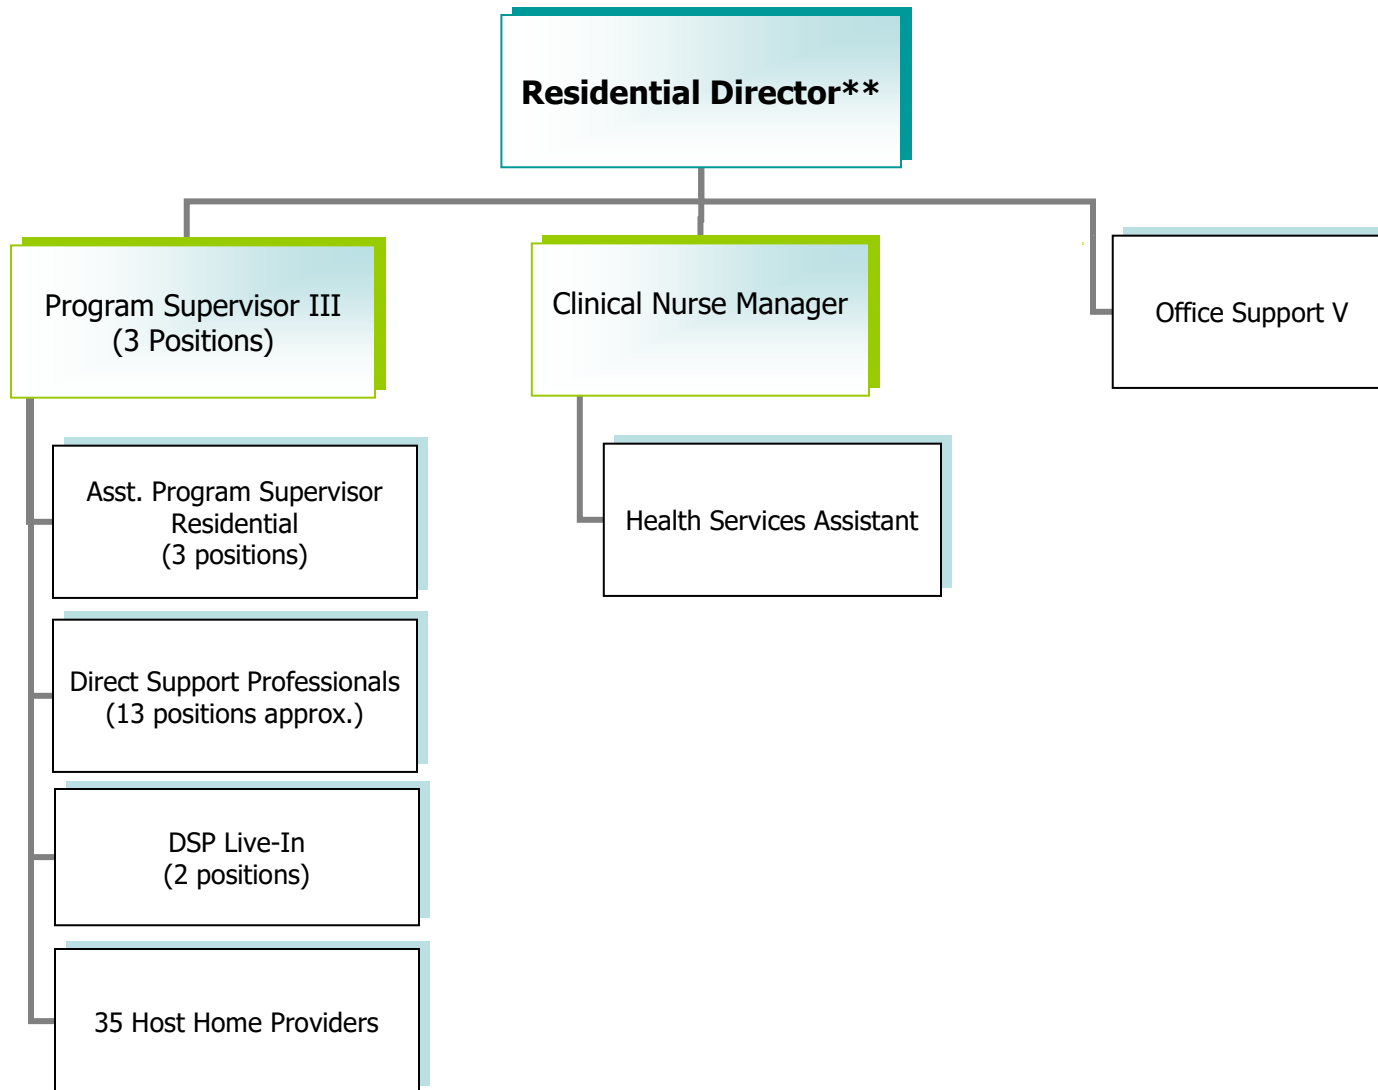 Residential Director**
Program Supervisor III
(3 Positions)
Clinical Nurse Manager
Office Support V
Asst. Program Supervisor
Residential
(3 positions)
Health Services Assistant
Direct Support Professionals
(13 positions approx.)
DSP Live-In
(2 positions)
35 Host Home Providers